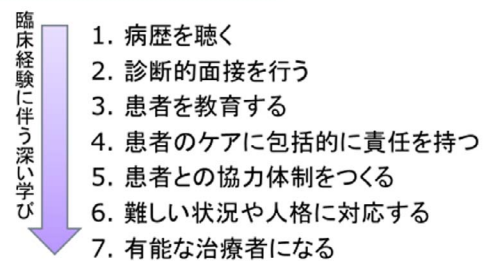 臨床経験に伴う深い学び
1. 病歴を聴く
2. 診断的面接を行う
3. 患者を教育する
4. 患者のケアに包括的に責任を持つ
5. 患者との協力体制をつくる
6. 難しい状況や人格に対応する
7. 有能な治療者になる